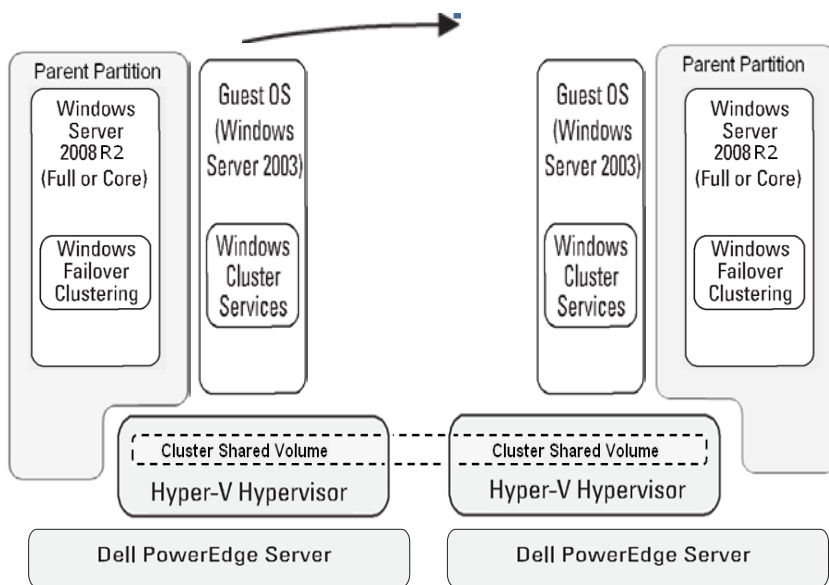 Parent Partition
Windows
Server
2008 R2
(Full or Core)
Windows
Failover
Clustering
Guest OS
(Windows
Server 2003)
Windows
Cluster
Services
Guest OS
(Windows
Server 2003)
Windows
Cluster
Services
Parent Partition
Windows
Server
2008 R2
(Full or Core)
Windows
Failover
Clustering
Cluster Shared Volume
Hyper-V Hypervisor
Cluster Shared Volume
Hyper-V Hypervisor
Dell PowerEdge Server
Dell PowerEdge Server